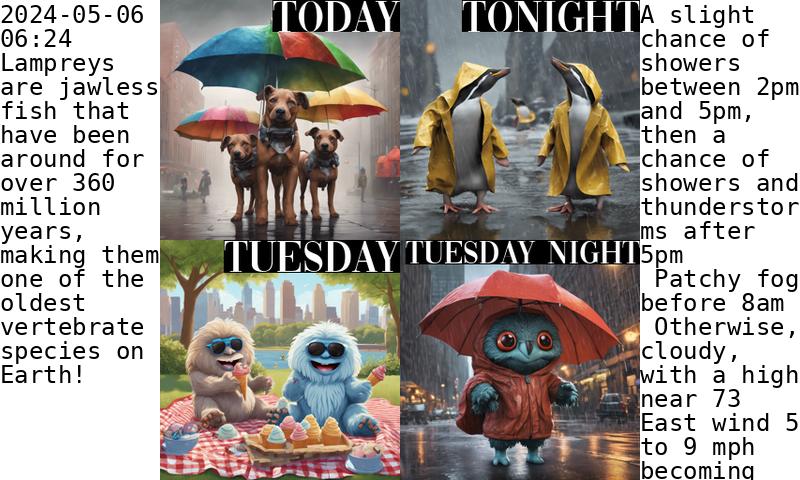 2024-05-06
06:24
Lampreys
are jawless
fish that
have been
around for
over 360
million
years,
making them
one of the
oldest
vertebrate
species on
Earth!
TODAY
TONIGHT
TUESDAY
TUESDAY NIGHT
A slight
chance of
showers
between 2pm
and 5pm,
then a
chance of
showers and
thunderstor
ms after
5pm
Patchy fog
before 8am
Otherwise,
cloudy,
with a high
near 73
East wind 5
to 9 mph
becoming